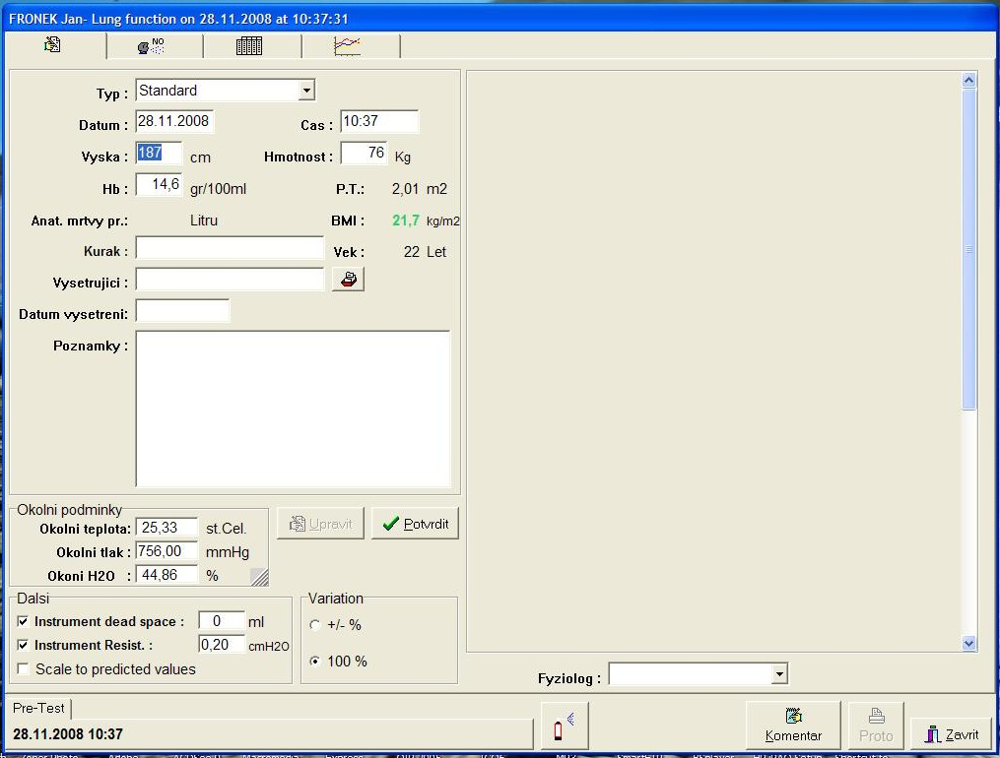 FRONEK Jan- Lung function on 28.11.2008 at 10:37:31
NO
Typ : Standard
Datum : 28.11.2008 Cas : 10:37
Vyska : 187 cm Hmotnost : 76 Kg
Hb : 14,6 gr/100ml P.T.: 2,01 m2
Anat. mrtvy pr.: Litru BMI : 21,7 kg/m2
Kurak : Vek : 22 Let
Vysetrujici :
Datum vysetreni:
Poznamky :
Okolni podminky
Okolni teplota: 25,33 st.Cel.
Upravit Potvrdit
Okolni tlak : 756,00 mmHg
Okoni H2O : 44,86 %
Dalsi Variation
Instrument dead space : 0 ml +/- %
Instrument Resist. : 0,20 cmH2O
Scale to predicted values 100 %
Fyziolog :
Pre-Test
28.11.2008 10:37
Komentar Proto Zavrit